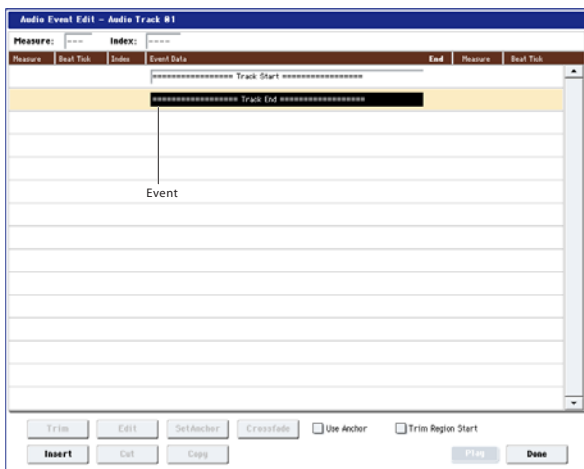 Audio Event Edit – Audio Track 01
Measure: --- Index: ----
Measure Beat Tick Index Event Data End Measure Beat Tick
================== Track Start ==================
================== Track End ==================
Event
Trim Edit SetAnchor Crossfade Use Anchor Trim Region Start
Insert Cut Copy Play Done